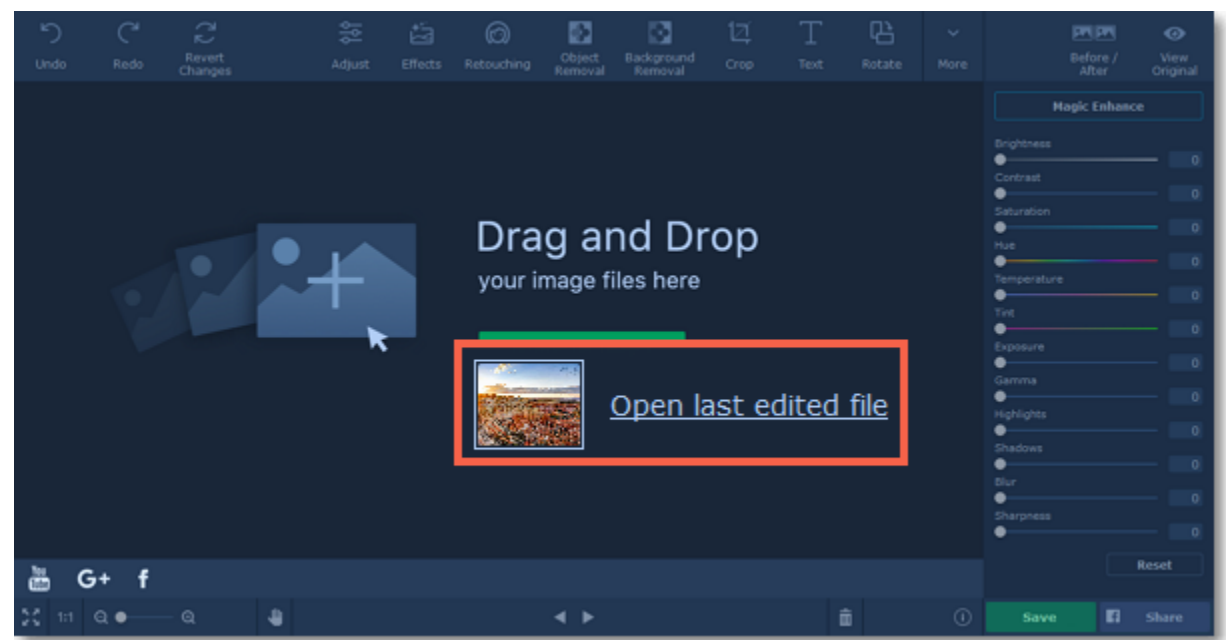 Undo
Redo
Revert
Changes
Adjust
Effects
Retouching
Object
Removal
Background
Removal
Crop
Text
Rotate
More
Before /
After
View
Original
Magic Enhance
Brightness
0
Contrast
0
Saturation
0
Hue
0
Temperature
0
Tint
0
Exposure
0
Gamma
0
Highlights
0
Shadows
0
Blur
0
Sharpness
0
Reset
Drag and Drop
your image files here
Open last edited file
You
Tube
G+
f
1:1
Save
f
Share